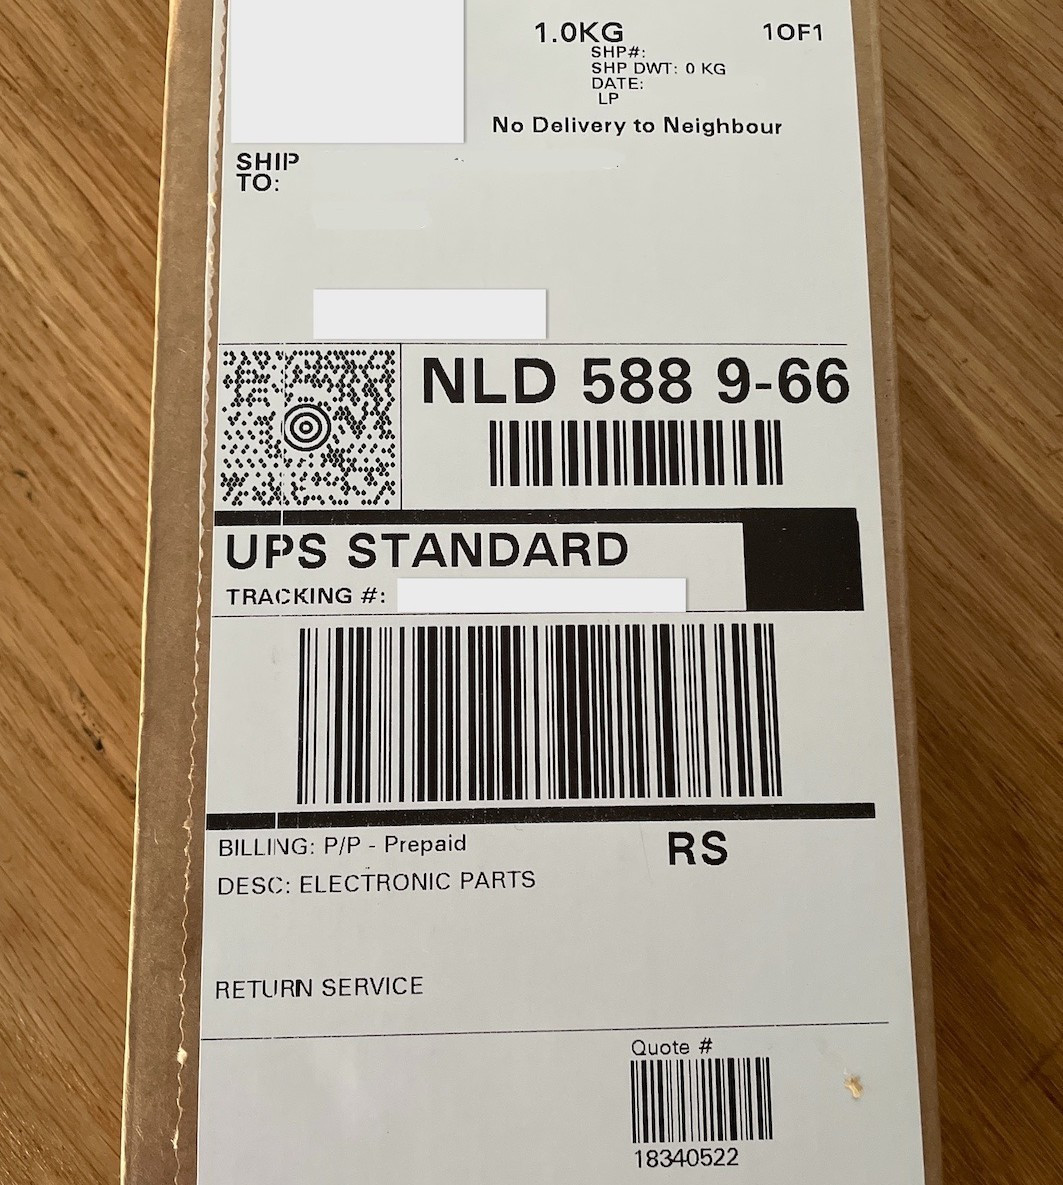 1.0KG 1OF1
SHP#:
SHP DWT: 0 KG
DATE:
LP
No Delivery to Neighbour
SHIP
TO:
NLD 588 9-66
UPS STANDARD
TRACKING #:
BILLING: P/P - Prepaid
RS
DESC: ELECTRONIC PARTS
RETURN SERVICE
Quote #
18340522